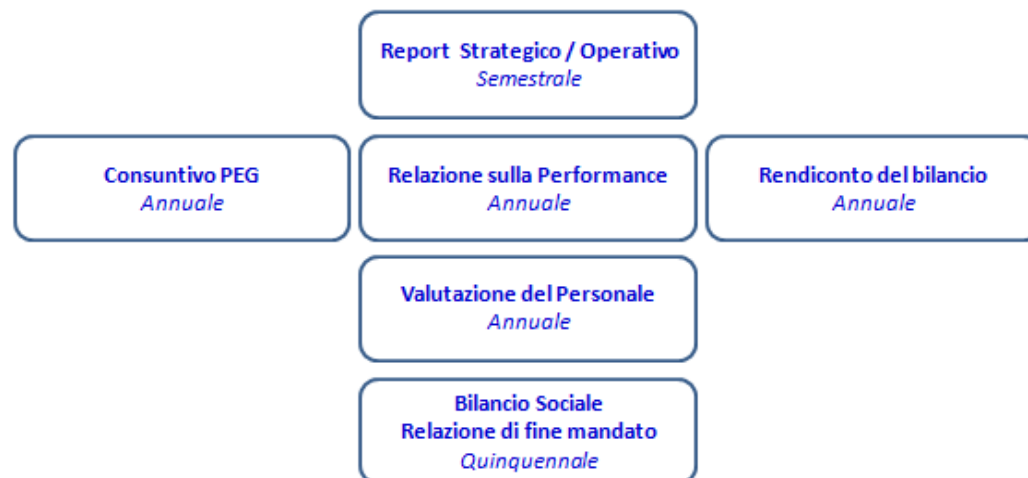 Report Strategico / Operativo
Semestrale
Consuntivo PEG
Annuale
Relazione sulla Performance
Annuale
Rendiconto del bilancio
Annuale
Valutazione del Personale
Annuale
Bilancio Sociale
Relazione di fine mandato
Quinquennale